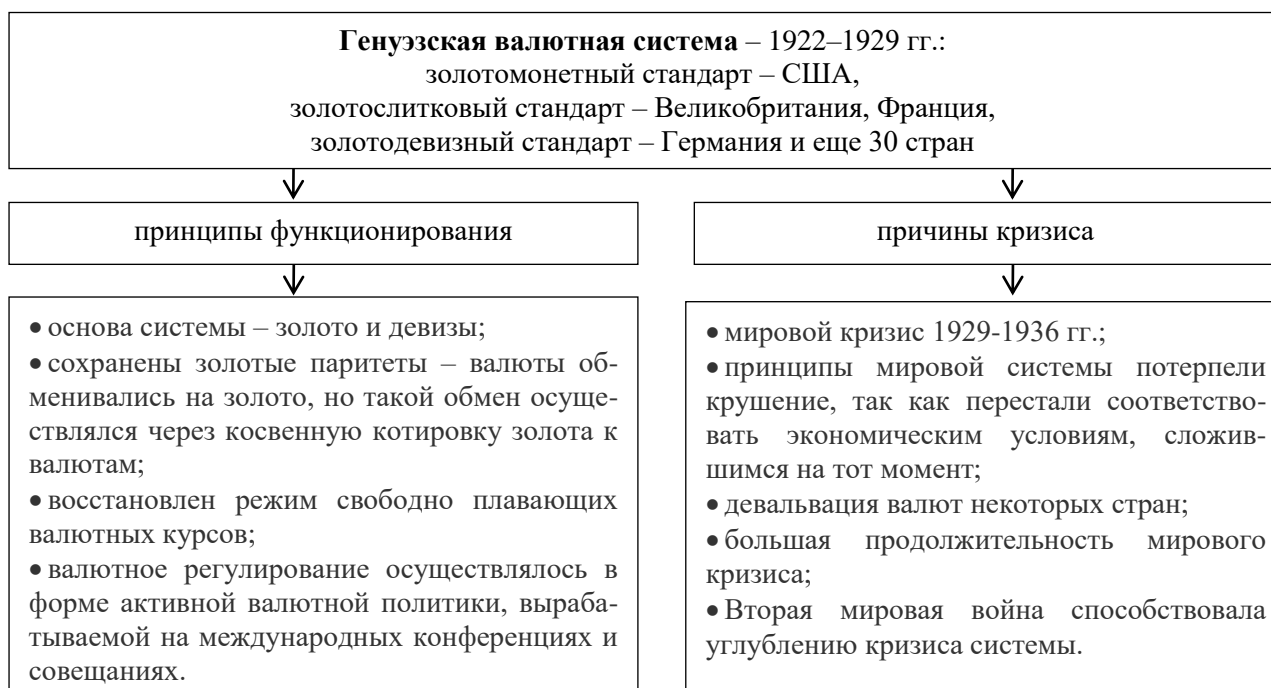 Генуэзская валютная система – 1922–1929 гг.:
золотомонетный стандарт – США,
золотослитковый стандарт – Великобритания, Франция,
золотодевизный стандарт – Германия и еще 30 стран
принципы функционирования
причины кризиса
• основа системы – золото и девизы;
• сохранены золотые паритеты – валюты об-
менивались на золото, но такой обмен осуще-
ствлялся через косвенную котировку золота к
валютам;
• восстановлен режим свободно плавающих
валютных курсов;
• валютное регулирование осуществлялось в
форме активной валютной политики, выраба-
тываемой на международных конференциях и
совещаниях.
• мировой кризис 1929-1936 гг.;
• принципы мировой системы потерпели
крушение, так как перестали соответство-
вать экономическим условиям, сложив-
шимся на тот момент;
• девальвация валют некоторых стран;
• большая продолжительность мирового
кризиса;
• Вторая мировая война способствовала
углублению кризиса системы.